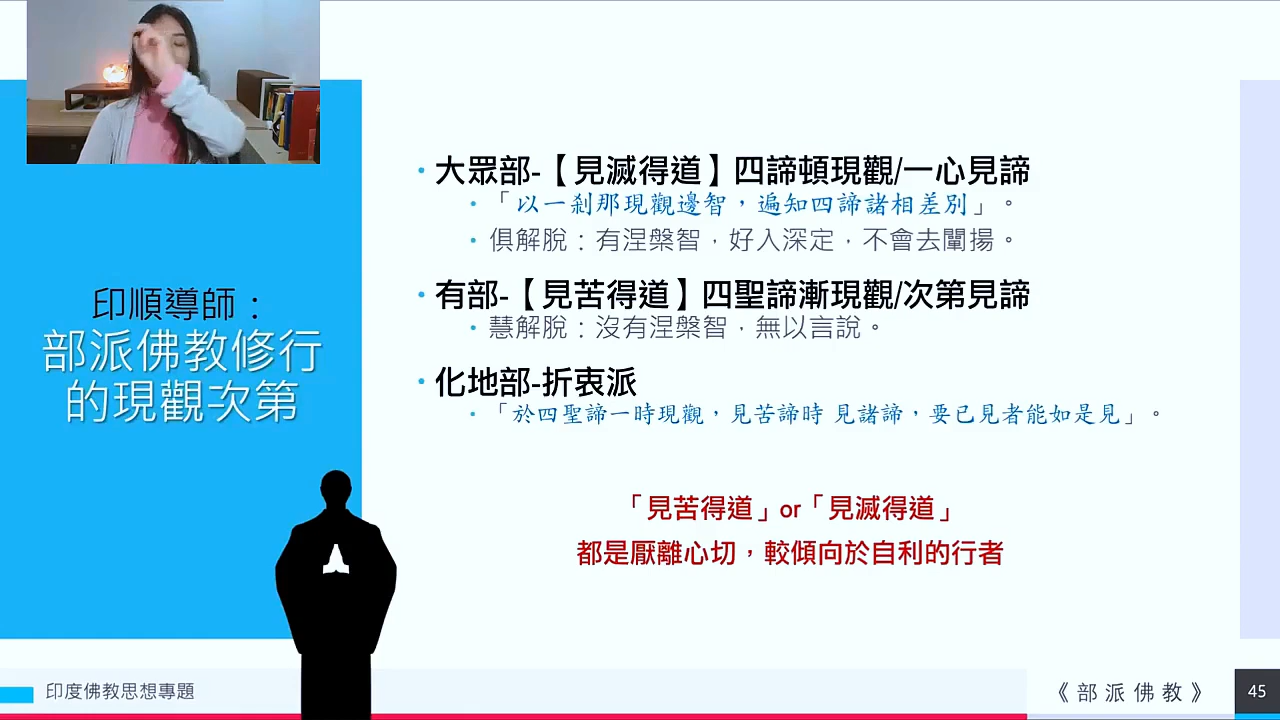 印順導師：
部派佛教修行
的現觀次第
• 大眾部-【見滅得道】四諦頓現觀/一心見諦
• 「以一剎那現觀邊智，遍知四諦諸相差別」。
• 俱解脫：有涅槃智，好入深定，不會去闡揚。
• 有部-【見苦得道】四聖諦漸現觀/次第見諦
• 慧解脫：沒有涅槃智，無以言說。
• 化地部-折衷派
• 「於四聖諦一時現觀，見苦諦時 見諸諦，要已見者能如是見」。
「見苦得道」or「見滅得道」
都是厭離心切，較傾向於自利的行者
印度佛教思想專題
《部派佛教》
45